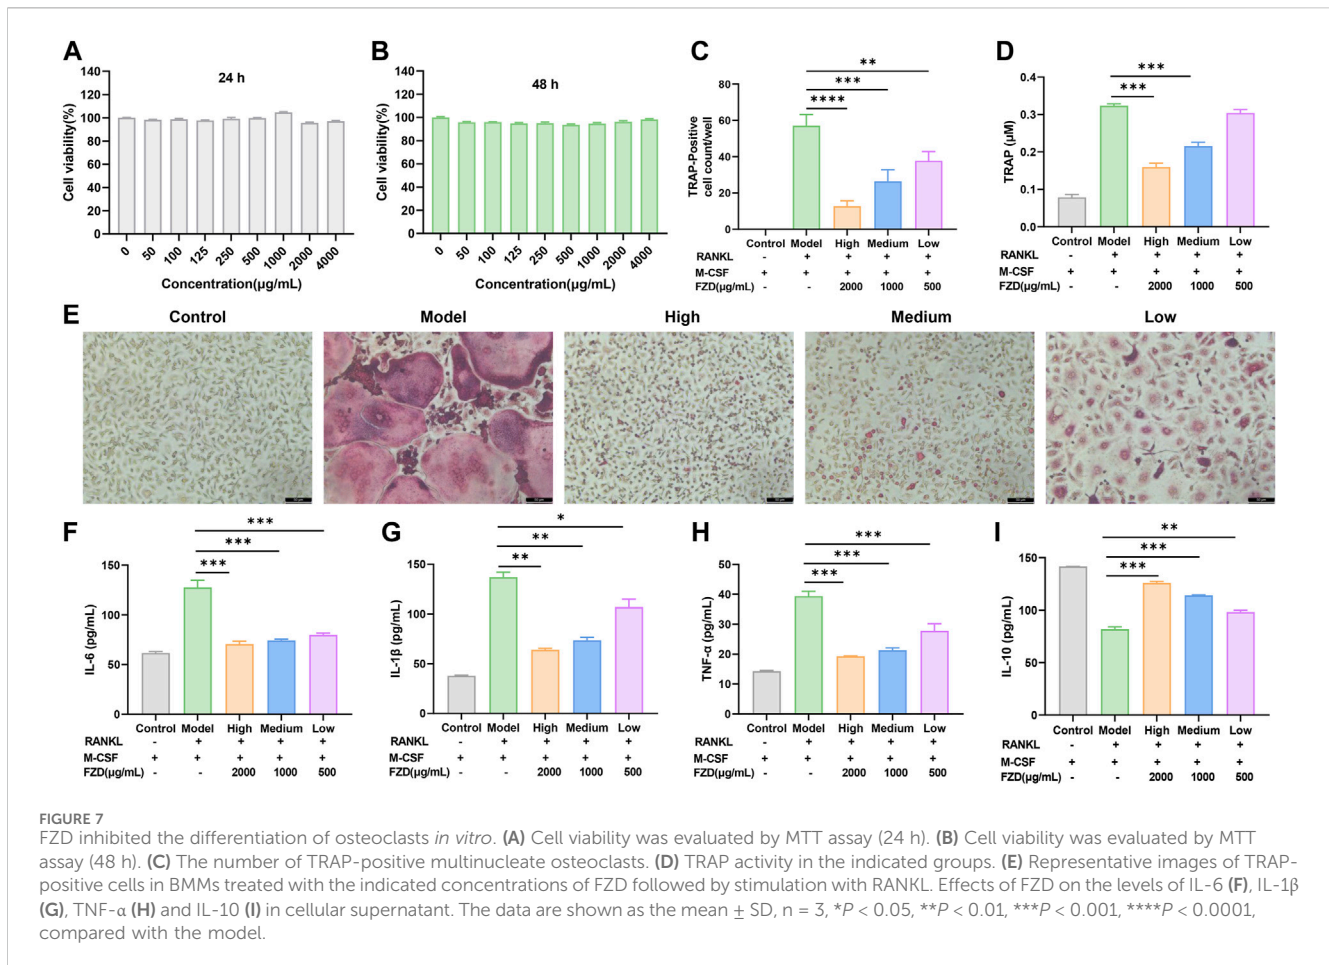 A
24 h
Cell viability(%)
140
120
100
80
60
40
20
0
0 50 100 125 250 500 1000 2000 4000
Concentration(μg/mL)
B
48 h
Cell viability(%)
140
120
100
80
60
40
20
0
0 50 100 125 250 500 1000 2000 4000
Concentration(μg/mL)
C
**
***
****
TRAP-Positive
cell count/well
80
60
40
20
0
Control Model High Medium Low
RANKL - + + + +
M-CSF + + + + +
FZD(μg/mL) - - 2000 1000 500
D
***
***
TRAP (μM)
0.4
0.3
0.2
0.1
0.0
Control Model High Medium Low
RANKL - + + + +
M-CSF + + + + +
FZD(μg/mL) - - 2000 1000 500
E
Control Model High Medium Low
F
***
***
***
IL-6 (pg/mL)
150
100
50
0
Control Model High Medium Low
RANKL - + + + +
M-CSF + + + + +
FZD(μg/mL) - - 2000 1000 500
G
*
**
**
IL-1β (pg/mL)
150
100
50
0
Control Model High Medium Low
RANKL - + + + +
M-CSF + + + + +
FZD(μg/mL) - - 2000 1000 500
H
***
***
***
TNF-α (pg/mL)
50
40
30
20
10
0
Control Model High Medium Low
RANKL - + + + +
M-CSF + + + + +
FZD(μg/mL) - - 2000 1000 500
I
**
***
***
IL-10 (pg/mL)
150
100
50
0
Control Model High Medium Low
RANKL - + + + +
M-CSF + + + + +
FZD(μg/mL) - - 2000 1000 500
FIGURE 7
FZD inhibited the differentiation of osteoclasts in vitro. (A) Cell viability was evaluated by MTT assay (24 h). (B) Cell viability was evaluated by MTT
assay (48 h). (C) The number of TRAP-positive multinucleate osteoclasts. (D) TRAP activity in the indicated groups. (E) Representative images of TRAP-
positive cells in BMMs treated with the indicated concentrations of FZD followed by stimulation with RANKL. Effects of FZD on the levels of IL-6 (F), IL-1β
(G), TNF-α (H) and IL-10 (I) in cellular supernatant. The data are shown as the mean ± SD, n = 3, *P < 0.05, **P < 0.01, ***P < 0.001, ****P < 0.0001,
compared with the model.